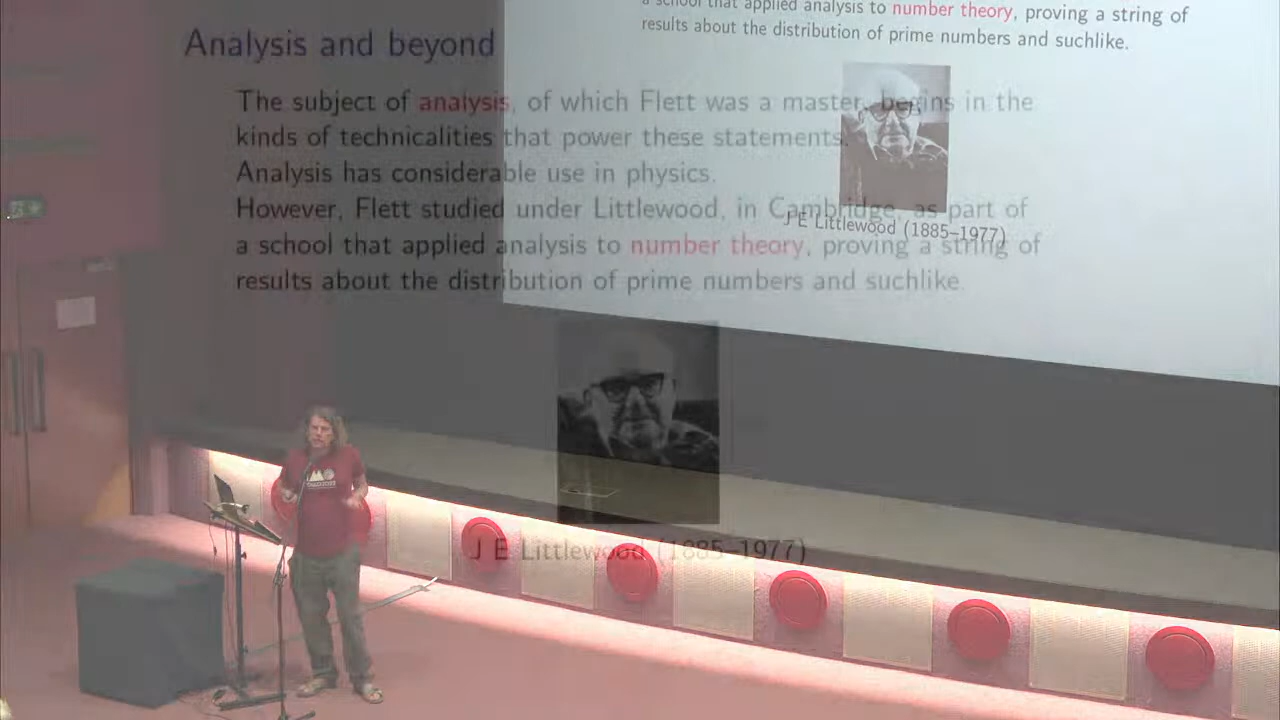 Analysis and beyond
The subject of analysis, of which Flett was a master, begins in the
kinds of technicalities that power these statements.
Analysis has considerable use in physics.
However, Flett studied under Littlewood, in Cambridge, as part of
a school that applied analysis to number theory, proving a string of
results about the distribution of prime numbers and suchlike.
J E Littlewood (1885–1977)
a school that applied analysis to number theory, proving a string of
results about the distribution of prime numbers and suchlike.
J E Littlewood (1885–1977)